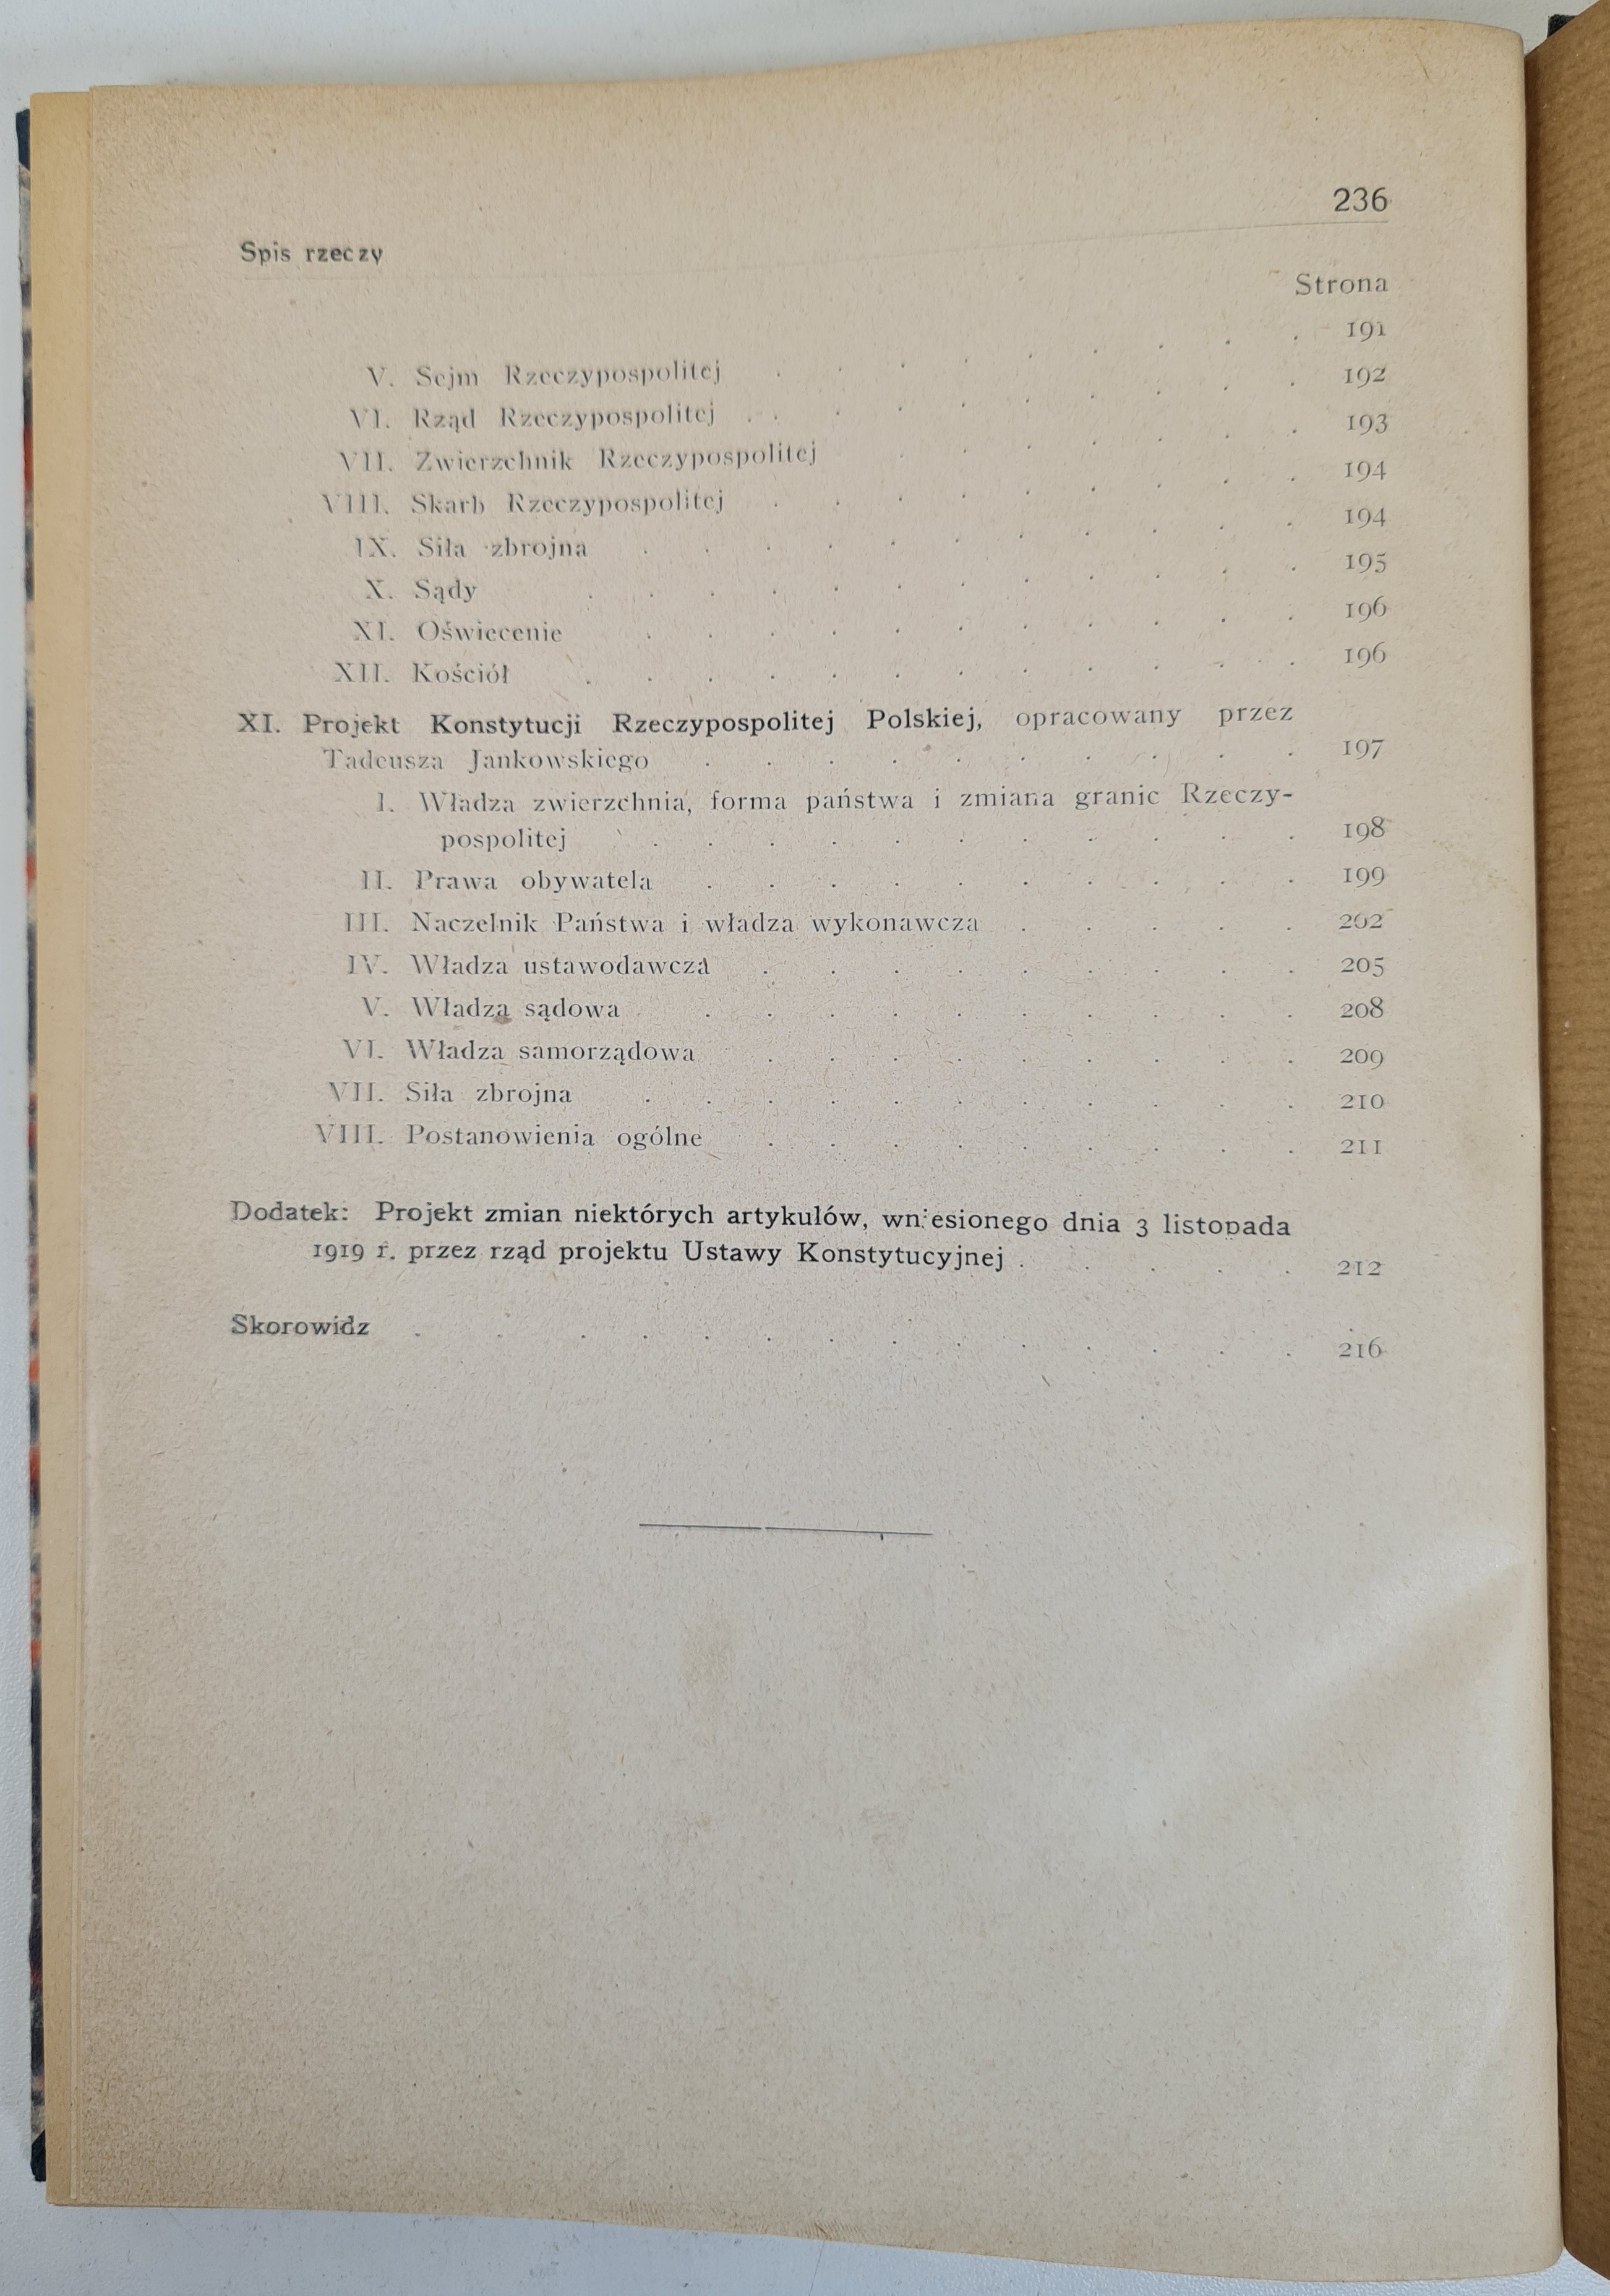 236
Spis rzeczy
Strona
V. Sejm Rzeczypospolitej . . . . . . . . . 191
VI. Rząd Rzeczypospolitej . . . . . . . . . . 192
VII. Zwierzchnik Rzeczypospolitej . . . . . . . 193
VIII. Skarb Rzeczypospolitej . . . . . . . . . 194
IX. Siła zbrojna . . . . . . . . . . . 194
X. Sądy . . . . . . . . . . . . 195
XI. Oświecenie . . . . . . . . . . . 196
XII. Kościół . . . . . . . . . . . . 196
XI. Projekt Konstytucji Rzeczypospolitej Polskiej, opracowany przez
Tadeusza Jankowskiego . . . . . . . . . . 197
I. Władza zwierzchnia, forma państwa i zmiana granic Rzeczy-
pospolitej . . . . . . . . . . . 198
II. Prawa obywatela . . . . . . . . . . 199
III. Naczelnik Państwa i władza wykonawcza . . . . . 202
IV. Władza ustawodawcza . . . . . . . . . 205
V. Władza sądowa . . . . . . . . . . 208
VI. Władza samorządowa . . . . . . . . . 209
VII. Siła zbrojna . . . . . . . . . . . 210
VIII. Postanowienia ogólne . . . . . . . . . 211
Dodatek: Projekt zmian niektórych artykułów, wniesionego dnia 3 listopada
1919 r. przez rząd projektu Ustawy Konstytucyjnej . . . . . 212
Skorowidz . . . . . . . . . . . . . . 216